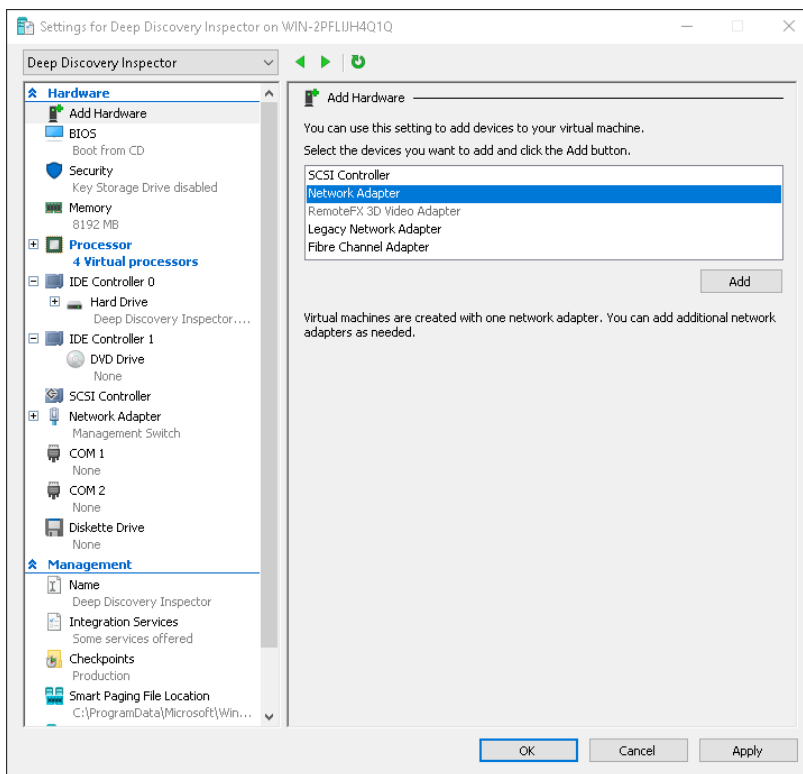 Settings for Deep Discovery Inspector on WIN-2PFLIJH4Q1Q
Deep Discovery Inspector
Hardware
Add Hardware
BIOS
Boot from CD
Security
Key Storage Drive disabled
Memory
8192 MB
Processor
4 Virtual processors
IDE Controller 0
Hard Drive
Deep Discovery Inspector....
IDE Controller 1
DVD Drive
None
SCSI Controller
Network Adapter
Management Switch
COM 1
None
COM 2
None
Diskette Drive
None
Management
Name
Deep Discovery Inspector
Integration Services
Some services offered
Checkpoints
Production
Smart Paging File Location
C:\ProgramData\Microsoft\Win...
Add Hardware
You can use this setting to add devices to your virtual machine.
Select the devices you want to add and click the Add button.
SCSI Controller
Network Adapter
RemoteFX 3D Video Adapter
Legacy Network Adapter
Fibre Channel Adapter
Add
Virtual machines are created with one network adapter. You can add additional network
adapters as needed.
OK
Cancel
Apply